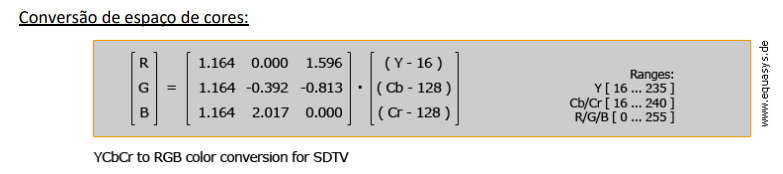 Conversão de espaço de cores:
R 1.164 0.000 1.596 ( Y - 16 )
G = 1.164 -0.392 -0.813 · ( Cb - 128 )
B 1.164 2.017 0.000 ( Cr - 128 )
Ranges:
Y [ 16 ... 235 ]
Cb/Cr [ 16 ... 240 ]
R/G/B [ 0 ... 255 ]
www.equasys.de
YCbCr to RGB color conversion for SDTV